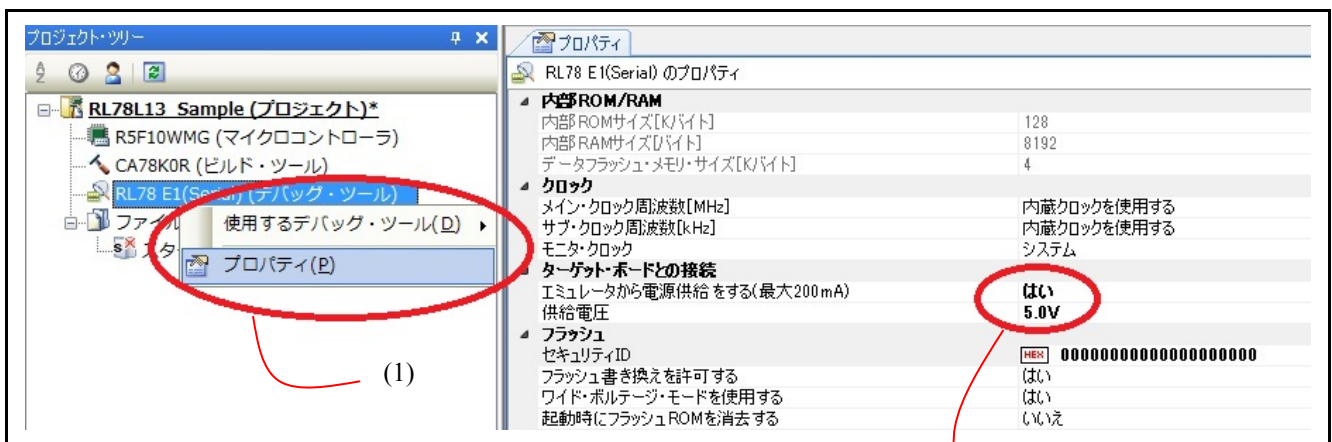 プロジェクト・ツリー
RL78L13_Sample (プロジェクト)*
R5F10WMG (マイクロコントローラ)
CA78K0R (ビルド・ツール)
RL78 E1(Serial) (デバッグ・ツール)
ファイル
使用するデバッグ・ツール(D)
スター
プロパティ(P)
(1)
プロパティ
RL78 E1(Serial) のプロパティ
内部ROM/RAM
内部ROMサイズ[Kバイト] 128
内部RAMサイズ[バイト] 8192
データフラッシュ・メモリ・サイズ[Kバイト] 4
クロック
メイン・クロック周波数[MHz] 内蔵クロックを使用する
サブ・クロック周波数[kHz] 内蔵クロックを使用する
モニタ・クロック システム
ターゲット・ボードとの接続
エミュレータから電源供給をする(最大200mA) はい
供給電圧 5.0V
フラッシュ
セキュリティID HEX 00000000000000000000
フラッシュ書き換えを許可する はい
ワイド・ボルテージ・モードを使用する はい
起動時にフラッシュROMを消去する いいえ